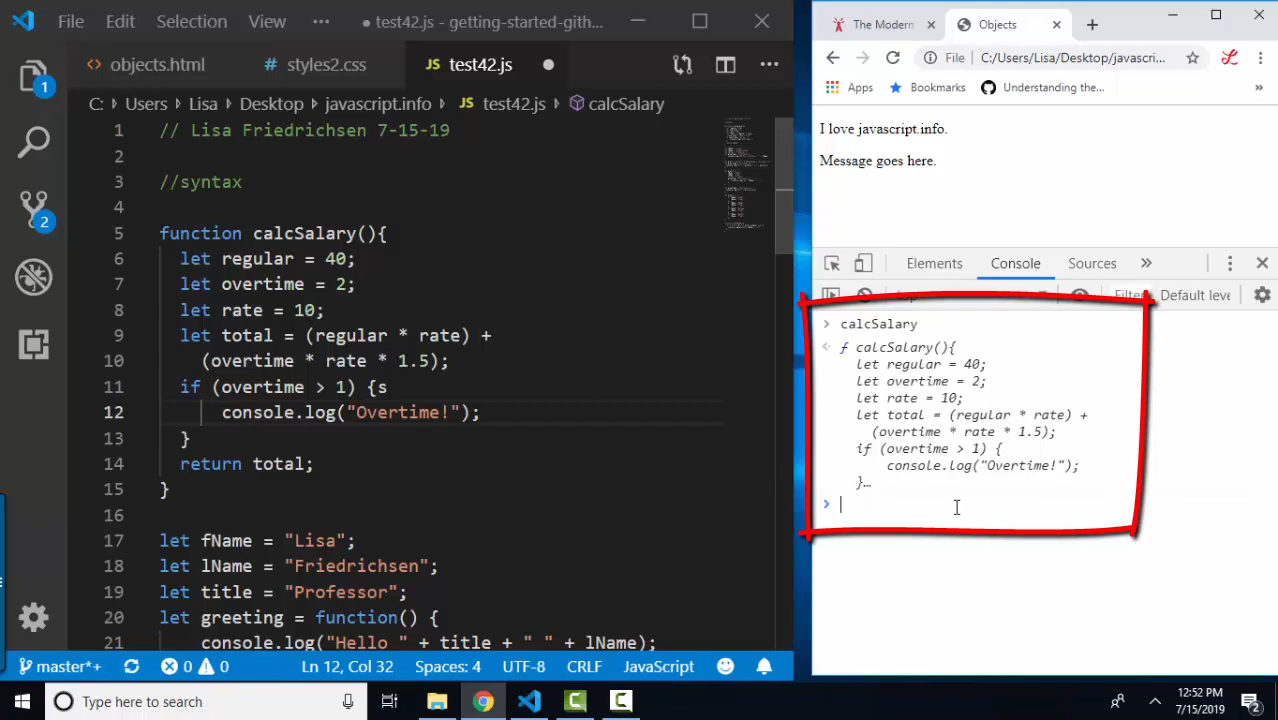 File Edit Selection View ••• ● test42.js - getting-started-gith...
objects.html # styles2.css JS test42.js ● •••
C: › Users › Lisa › Desktop › javascript.info › JS test42.js › calcSalary
1 // Lisa Friedrichsen 7-15-19
2
3 //syntax
4
5 function calcSalary(){
6 let regular = 40;
7 let overtime = 2;
8 let rate = 10;
9 let total = (regular * rate) +
10 (overtime * rate * 1.5);
11 if (overtime > 1) {s
12 console.log("Overtime!");
13 }
14 return total;
15 }
16
17 let fName = "Lisa";
18 let lName = "Friedrichsen";
19 let title = "Professor";
20 let greeting = function() {
21 console.log("Hello " + title + " " + lName);
1
2
master*+ 0 0 Ln 12, Col 32 Spaces: 4 UTF-8 CRLF JavaScript
The Modern Objects
File C:/Users/Lisa/Desktop/javascri...
Apps Bookmarks Understanding the... »
I love javascript.info.
Message goes here.
Elements Console Sources »
top Filter Default leve
> calcSalary
ƒ calcSalary(){
let regular = 40;
let overtime = 2;
let rate = 10;
let total = (regular * rate) +
(overtime * rate * 1.5);
if (overtime > 1) {
console.log("Overtime!");
}…
>
Type here to search
12:52 PM
7/15/2019
2